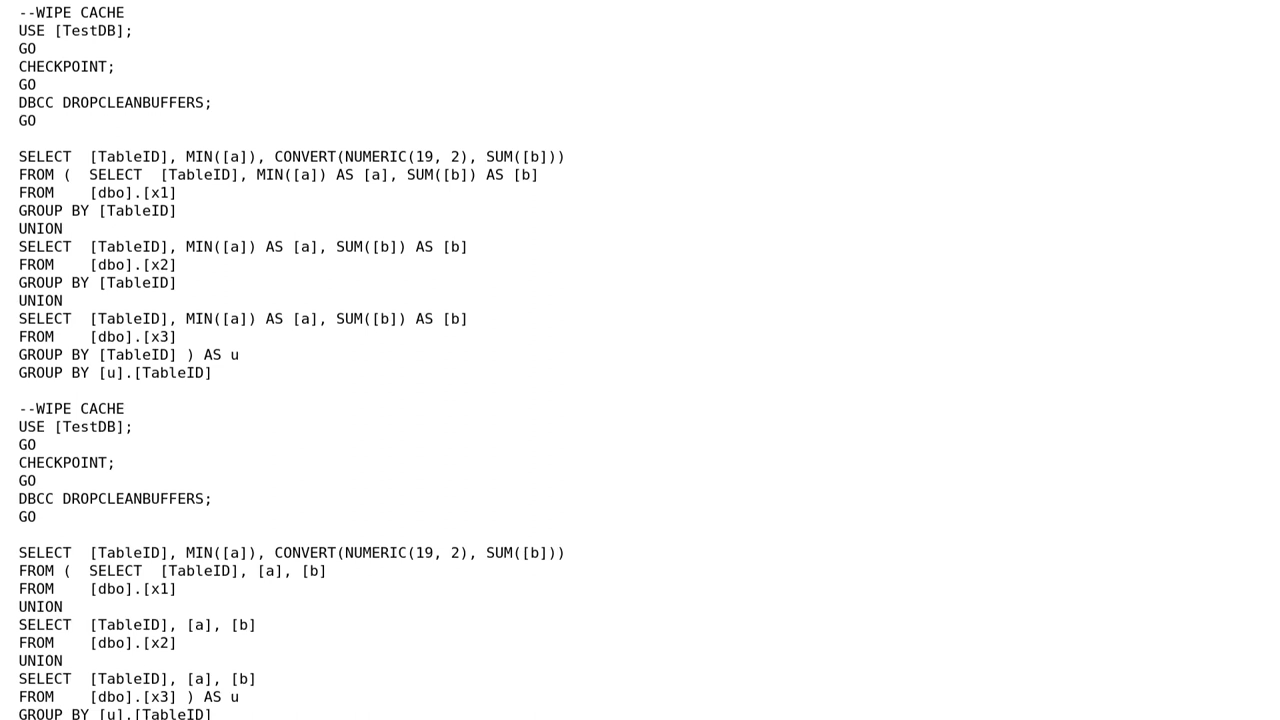 --WIPE CACHE
USE [TestDB];
GO
CHECKPOINT;
GO
DBCC DROPCLEANBUFFERS;
GO

SELECT  [TableID], MIN([a]), CONVERT(NUMERIC(19, 2), SUM([b]))
FROM (  SELECT  [TableID], MIN([a]) AS [a], SUM([b]) AS [b]
FROM    [dbo].[x1]
GROUP BY [TableID]
UNION
SELECT  [TableID], MIN([a]) AS [a], SUM([b]) AS [b]
FROM    [dbo].[x2]
GROUP BY [TableID]
UNION
SELECT  [TableID], MIN([a]) AS [a], SUM([b]) AS [b]
FROM    [dbo].[x3]
GROUP BY [TableID] ) AS u
GROUP BY [u].[TableID]

--WIPE CACHE
USE [TestDB];
GO
CHECKPOINT;
GO
DBCC DROPCLEANBUFFERS;
GO

SELECT  [TableID], MIN([a]), CONVERT(NUMERIC(19, 2), SUM([b]))
FROM (  SELECT  [TableID], [a], [b]
FROM    [dbo].[x1]
UNION
SELECT  [TableID], [a], [b]
FROM    [dbo].[x2]
UNION
SELECT  [TableID], [a], [b]
FROM    [dbo].[x3] ) AS u
GROUP BY [u].[TableID]